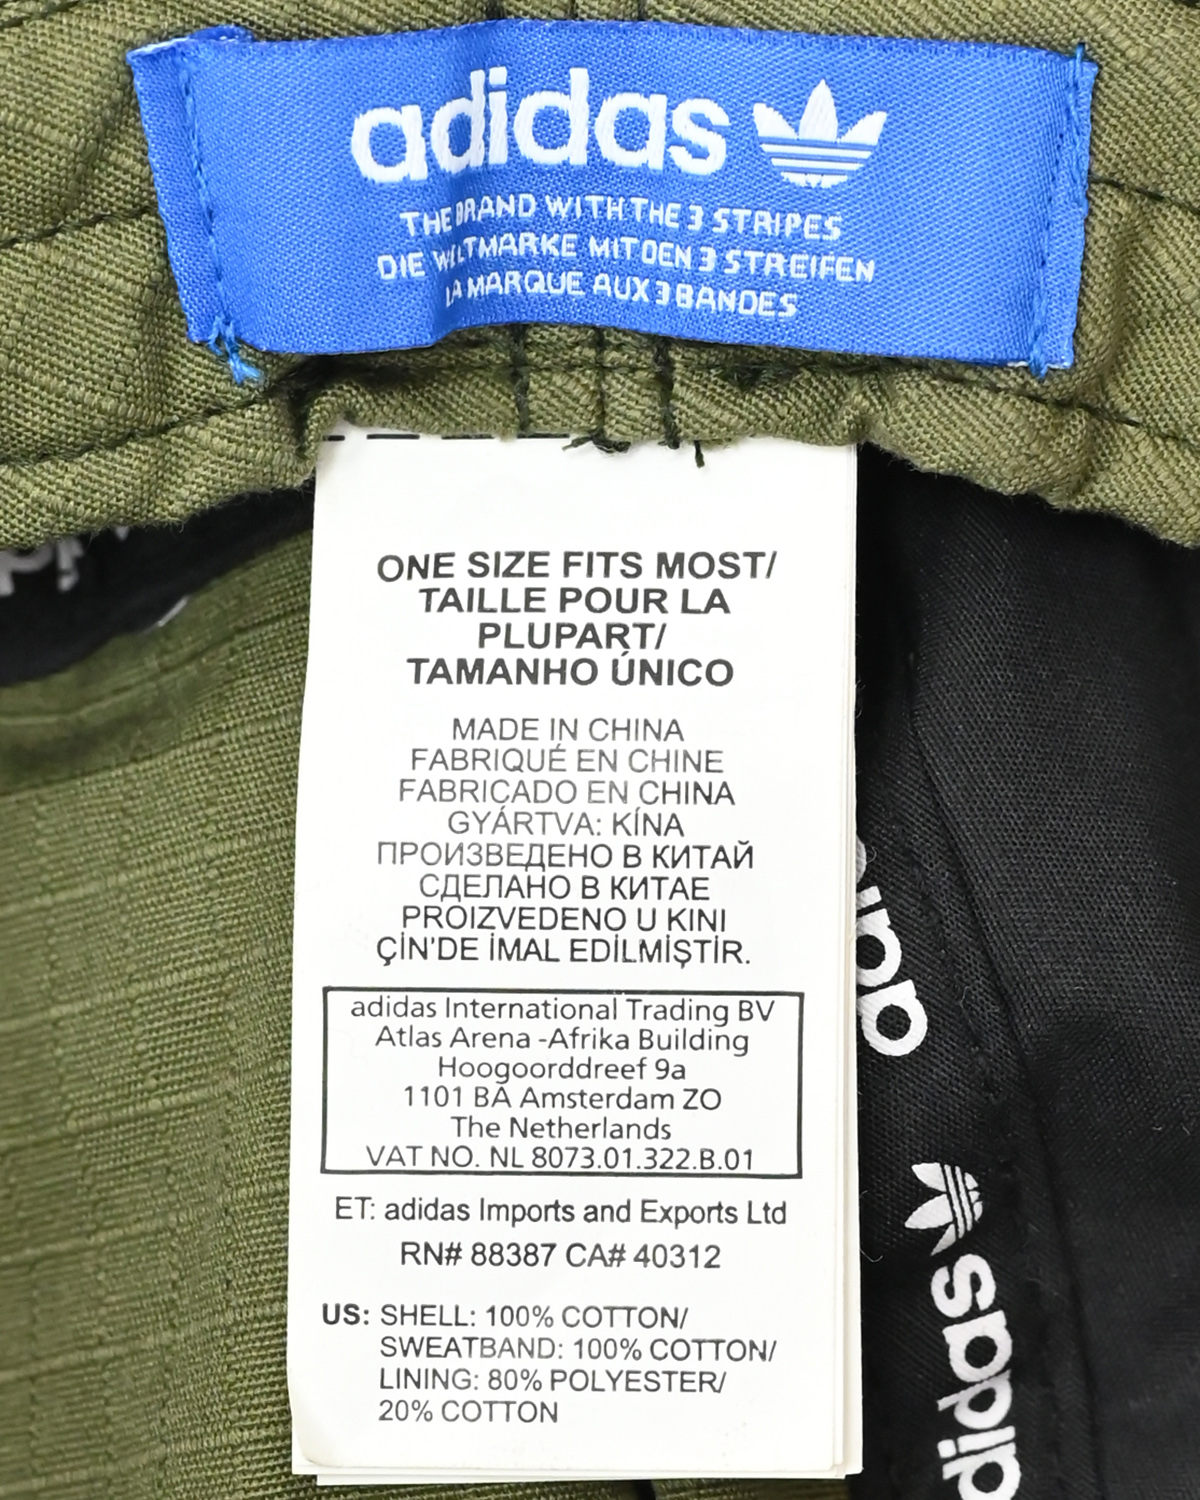 adidas
THE BRAND WITH THE 3 STRIPES
DIE WELTMARKE MIT DEN 3 STREIFEN
LA MARQUE AUX 3 BANDES
ONE SIZE FITS MOST/
TAILLE POUR LA
PLUPART/
TAMANHO ÚNICO
MADE IN CHINA
FABRIQUÉ EN CHINE
FABRICADO EN CHINA
GYÁRTVA: KÍNA
ПРОИЗВЕДЕНО В КИТАЙ
СДЕЛАНО В КИТАЕ
PROIZVEDENO U KINI
ÇİN'DE İMAL EDİLMİŞTİR.
adidas International Trading BV
Atlas Arena -Afrika Building
Hoogoorddreef 9a
1101 BA Amsterdam ZO
The Netherlands
VAT NO. NL 8073.01.322.B.01
ET: adidas Imports and Exports Ltd
RN# 88387 CA# 40312
US: SHELL: 100% COTTON/
SWEATBAND: 100% COTTON/
LINING: 80% POLYESTER/
20% COTTON
adidas